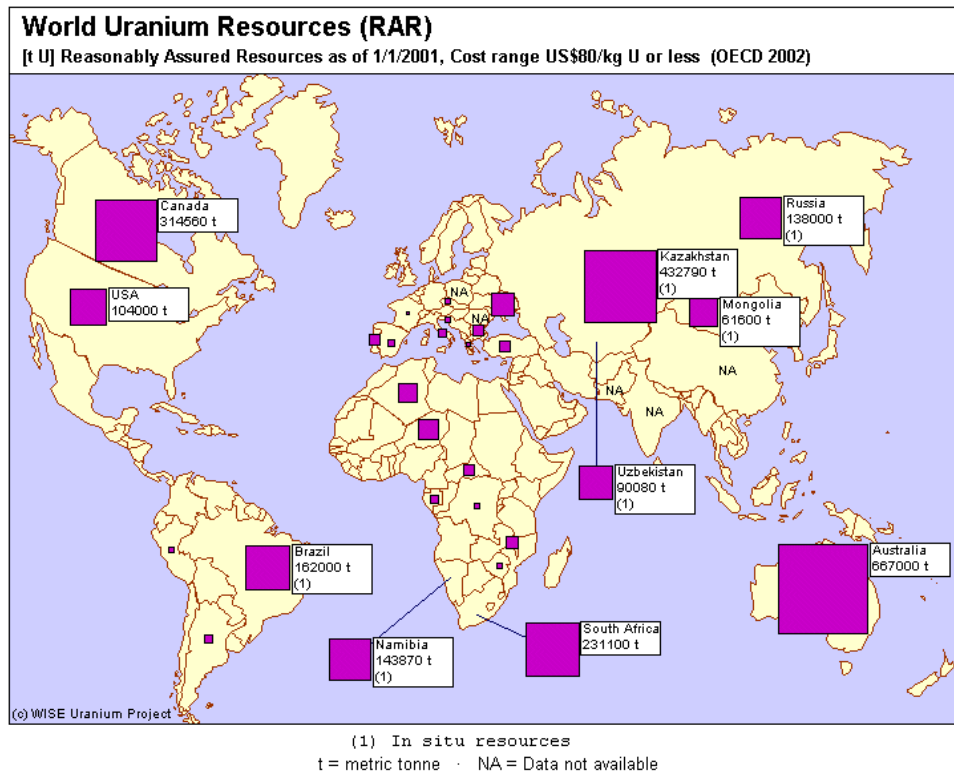 World Uranium Resources (RAR)
[t U] Reasonably Assured Resources as of 1/1/2001, Cost range US$80/kg U or less (OECD 2002)
Canada
314560 t
Russia
138000 t
(1)
Kazakhstan
432790 t
(1)
USA
104000 t
Mongolia
61600 t
(1)
NA
NA
NA
NA
NA
Uzbekistan
90080 t
(1)
Brazil
162000 t
(1)
Australia
667000 t
Namibia
143870 t
(1)
South Africa
231100 t
(c) WISE Uranium Project
(1) In situ resources
t = metric tonne · NA = Data not available